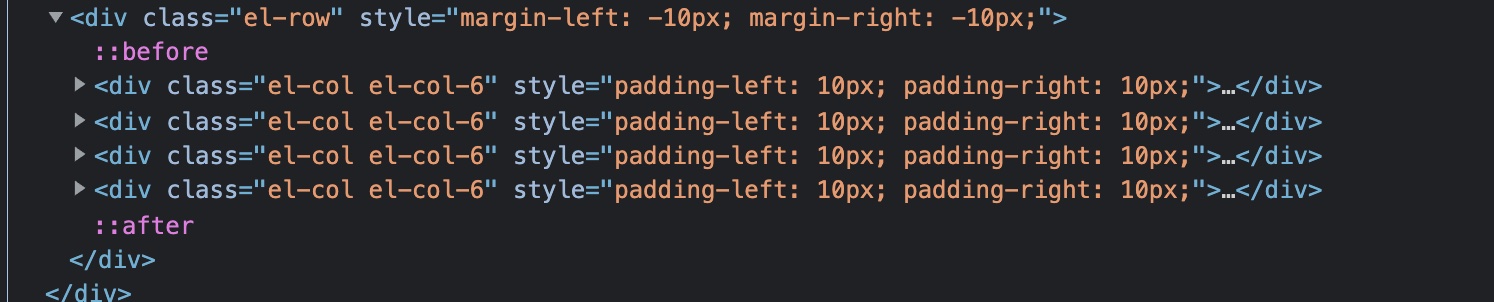 ▼<div class="el-row" style="margin-left: -10px; margin-right: -10px;">
::before
▶<div class="el-col el-col-6" style="padding-left: 10px; padding-right: 10px;">…</div>
▶<div class="el-col el-col-6" style="padding-left: 10px; padding-right: 10px;">…</div>
▶<div class="el-col el-col-6" style="padding-left: 10px; padding-right: 10px;">…</div>
▶<div class="el-col el-col-6" style="padding-left: 10px; padding-right: 10px;">…</div>
::after
</div>
</div>